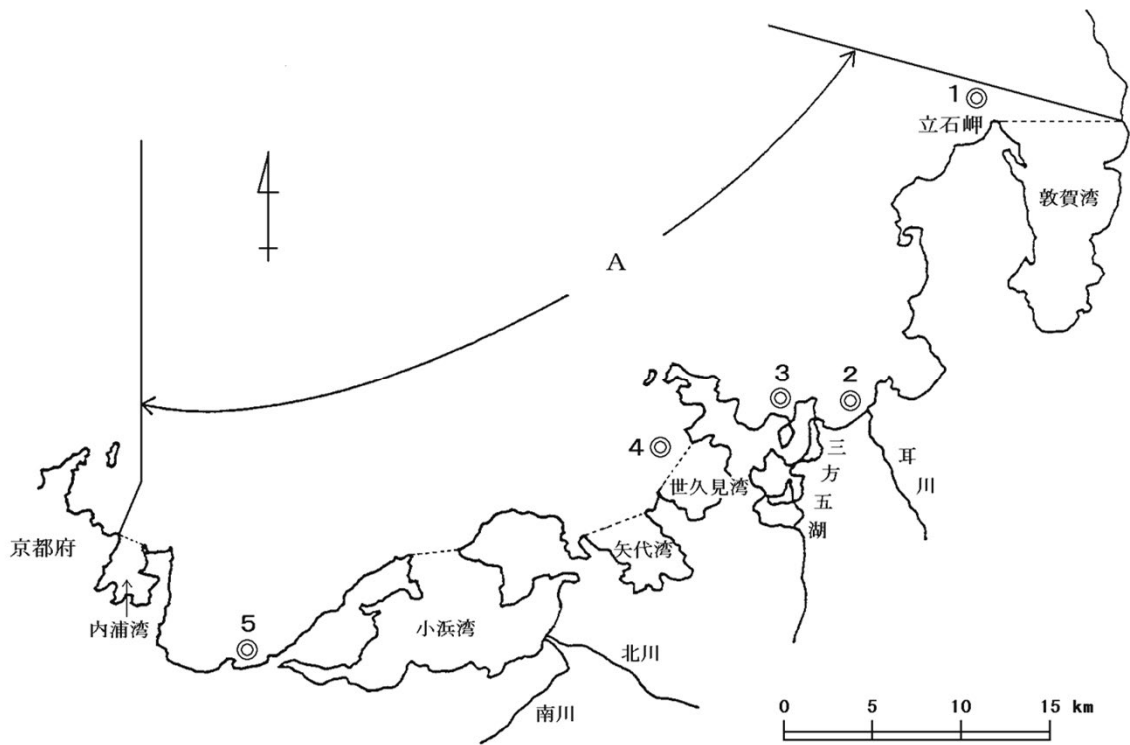 1
立石岬
敦賀湾
A
3
2
4
三方五湖
耳川
世久見湾
京都府
矢代湾
内浦湾
5
小浜湾
北川
南川
0 5 10 15 km